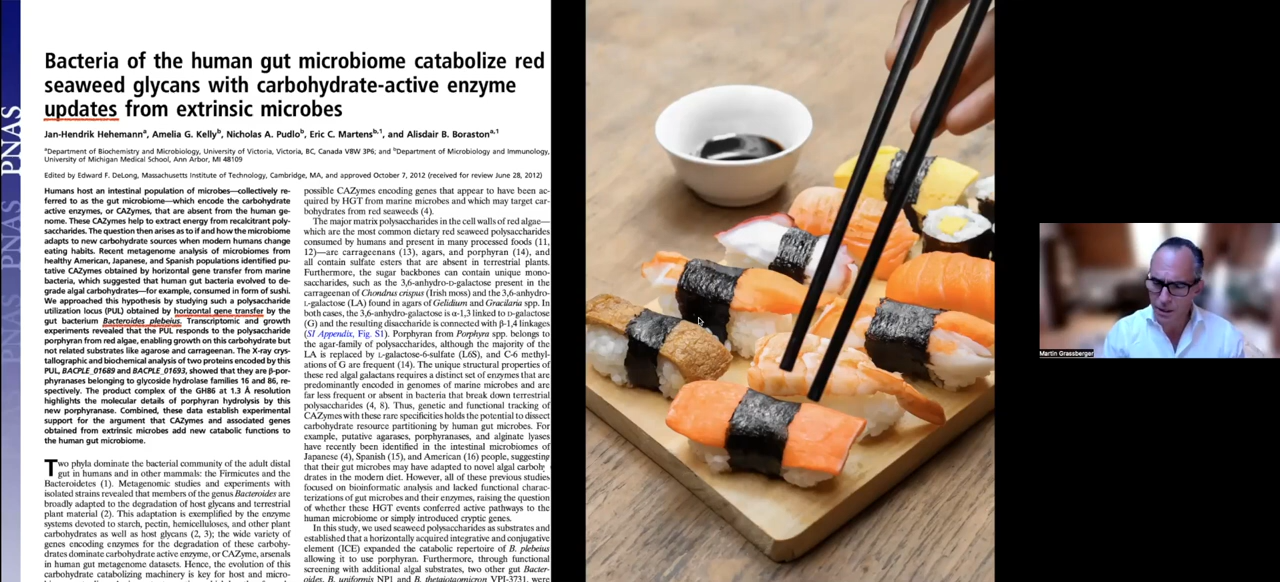 PNAS PNAS PNAS
Bacteria of the human gut microbiome catabolize red
seaweed glycans with carbohydrate-active enzyme
updates from extrinsic microbes
Jan-Hendrik Hehemannᵃ, Amelia G. Kellyᵇ, Nicholas A. Pudloᵇ, Eric C. Martensᵇ,¹, and Alisdair B. Borastonᵃ,¹
ᵃDepartment of Biochemistry and Microbiology, University of Victoria, Victoria, BC, Canada V8W 3P6; and ᵇDepartment of Microbiology and Immunology,
University of Michigan Medical School, Ann Arbor, MI 48109
Edited by Edward F. DeLong, Massachusetts Institute of Technology, Cambridge, MA, and approved October 7, 2012 (received for review June 28, 2012)
Humans host an intestinal population of microbes—collectively re-
ferred to as the gut microbiome—which encode the carbohydrate
active enzymes, or CAZymes, that are absent from the human ge-
nome. These CAZymes help to extract energy from recalcitrant poly-
saccharides. The question then arises as to if and how the microbiome
adapts to new carbohydrate sources when modern humans change
eating habits. Recent metagenome analysis of microbiomes from
healthy American, Japanese, and Spanish populations identified pu-
tative CAZymes obtained by horizontal gene transfer from marine
bacteria, which suggested that human gut bacteria evolved to de-
grade algal carbohydrates—for example, consumed in form of sushi.
We approached this hypothesis by studying such a polysaccharide
utilization locus (PUL) obtained by horizontal gene transfer by the
gut bacterium Bacteroides plebeius. Transcriptomic and growth
experiments revealed that the PUL responds to the polysaccharide
porphyran from red algae, enabling growth on this carbohydrate but
not related substrates like agarose and carrageenan. The X-ray crys-
tallographic and biochemical analysis of two proteins encoded by this
PUL, BACPLE_01689 and BACPLE_01693, showed that they are β-por-
phyranases belonging to glycoside hydrolase families 16 and 86, re-
spectively. The product complex of the GH86 at 1.3 Å resolution
highlights the molecular details of porphyran hydrolysis by this
new porphyranase. Combined, these data establish experimental
support for the argument that CAZymes and associated genes
obtained from extrinsic microbes add new catabolic functions to
the human gut microbiome.
Two phyla dominate the bacterial community of the adult distal
gut in humans and in other mammals: the Firmicutes and the
Bacteroidetes (1). Metagenomic studies and experiments with
isolated strains revealed that members of the genus Bacteroides are
broadly adapted to the degradation of host glycans and terrestrial
plant material (2). This adaptation is exemplified by the enzyme
systems devoted to starch, pectin, hemicelluloses, and other plant
carbohydrates as well as host glycans (2, 3); the wide variety of
genes encoding enzymes for the degradation of these carbohy-
drates dominate carbohydrate active enzyme, or CAZyme, arsenals
in human gut metagenome datasets. Hence, the evolution of this
carbohydrate catabolizing machinery is key for host and micro-
possible CAZymes encoding genes that appear to have been ac-
quired by HGT from marine microbes and which may target car-
bohydrates from red seaweeds (4).
The major matrix polysaccharides in the cell walls of red algae—
which are the most common dietary red seaweed polysaccharides
consumed by humans and present in many processed foods (11,
12)—are carrageenans (13), agars, and porphyran (14), and
all contain sulfate esters that are absent in terrestrial plants.
Furthermore, the sugar backbones can contain unique mono-
saccharides, such as the 3,6-anhydro-D-galactose present in the
carrageenan of Chondrus crispus (Irish moss) and the 3,6-anhydro-
L-galactose (LA) found in agars of Gelidium and Gracilaria spp. In
both cases, the 3,6-anhydro-galactose is α-1,3 linked to D-galactose
(G) and the resulting disaccharide is connected with β-1,4 linkages
(SI Appendix, Fig. S1). Porphyran from Porphyra spp. belongs to
the agar-family of polysaccharides, although the majority of the
LA is replaced by L-galactose-6-sulfate (L6S), and C-6 methyl-
ations of G are frequent (14). The unique structural properties of
these red algal galactans requires a distinct set of enzymes that are
predominantly encoded in genomes of marine microbes and are
far less frequent or absent in bacteria that break down terrestrial
polysaccharides (4, 8). Thus, genetic and functional tracking of
CAZymes with these rare specificities holds the potential to dissect
carbohydrate resource partitioning by human gut microbes. For
example, putative agarases, porphyranases, and alginate lyases
have recently been identified in the intestinal microbiomes of
Japanese (4), Spanish (15), and American (16) people, suggesting
that their gut microbes may have adapted to novel algal carbohy
drates in the modern diet. However, all of these previous studies
focused on bioinformatic analysis and lacked functional charac-
terizations of gut microbes and their enzymes, raising the question
of whether these HGT events conferred active pathways to the
human microbiome or simply introduced cryptic genes.
In this study, we used seaweed polysaccharides as substrates and
established that a horizontally acquired integrative and conjugative
element (ICE) expanded the catabolic repertoire of B. plebeius
allowing it to use porphyran. Furthermore, through functional
screening with additional algal substrates, two other gut Bacter-
oides, B. uniformis NP1 and B. thetaiotaomicron VPI-3731, were
Martin Grassberger